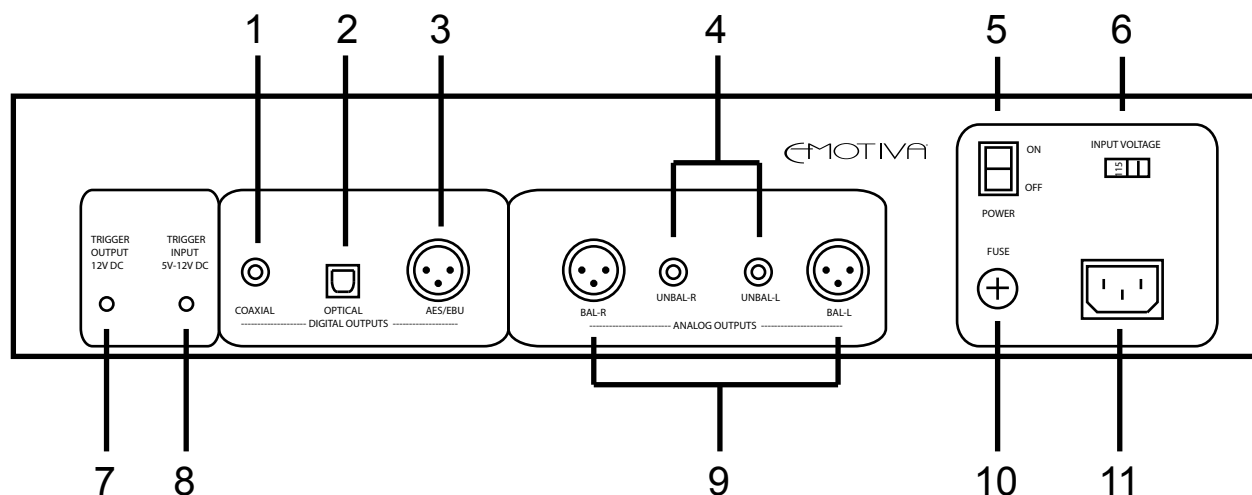 1 2 3 4 5 6
EMOTIVA
ON
OFF
POWER
INPUT VOLTAGE
115
TRIGGER
OUTPUT
12V DC
TRIGGER
INPUT
5V-12V DC
COAXIAL
OPTICAL
AES/EBU
DIGITAL OUTPUTS
BAL-R
UNBAL-R
UNBAL-L
BAL-L
ANALOG OUTPUTS
FUSE
7 8 9 10 11